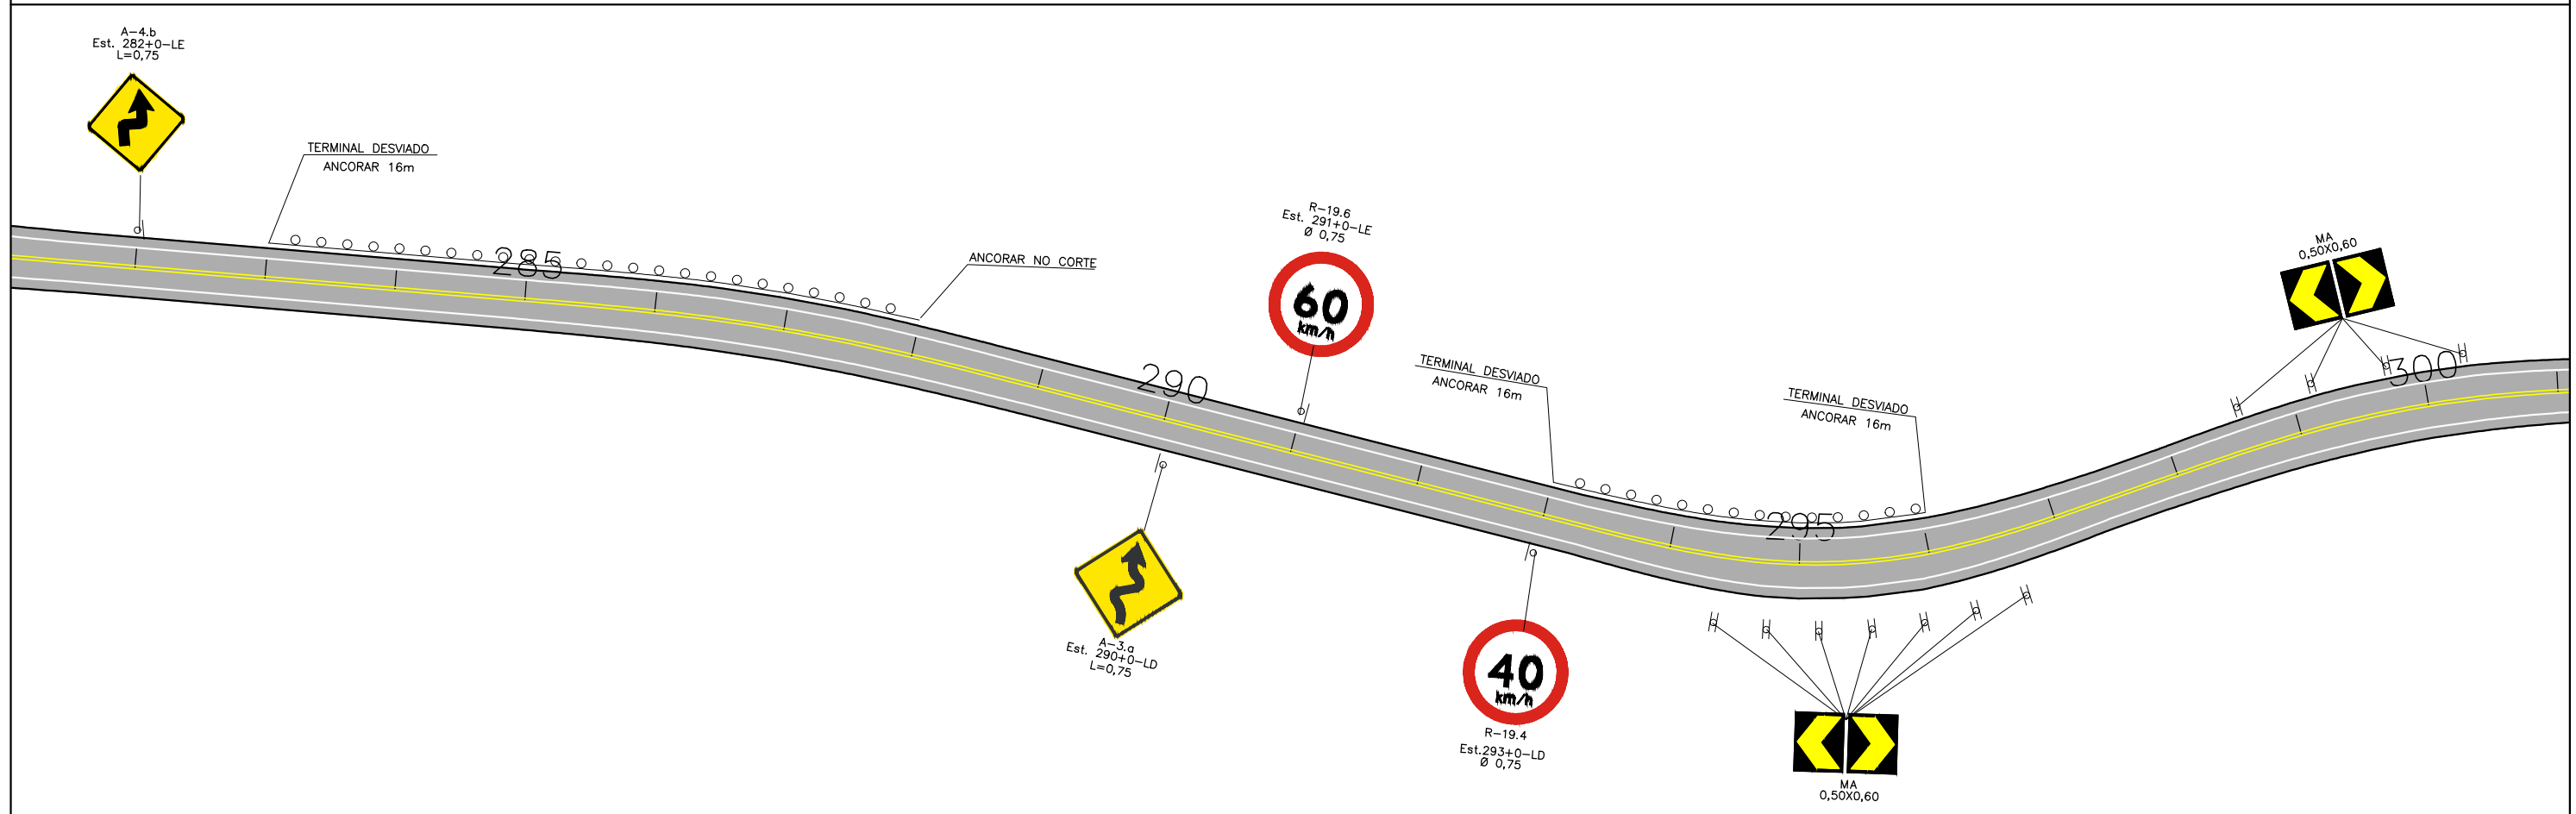 A-4.b
Est. 282+0-LE
L=0,75
TERMINAL DESVIADO
ANCORAR 16m
285
ANCORAR NO CORTE
290
R-19.6
Est. 291+0-LE
Ø 0,75
60
km/h
A-3.a
Est. 290+0-LD
L=0,75
TERMINAL DESVIADO
ANCORAR 16m
40
km/h
R-19.4
Est.293+0-LD
Ø 0,75
TERMINAL DESVIADO
ANCORAR 16m
295
MA
0,50X0,60
MA
0,50X0,60
300